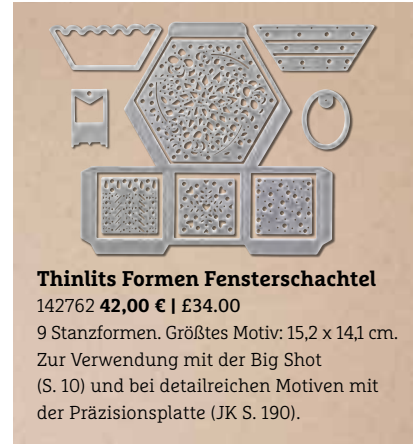 Thinlits Formen Fensterschachtel
142762 42,00 € | £34.00
9 Stanzformen. Größtes Motiv: 15,2 x 14,1 cm.
Zur Verwendung mit der Big Shot
(S. 10) und bei detailreichen Motiven mit
der Präzisionsplatte (JK S. 190).